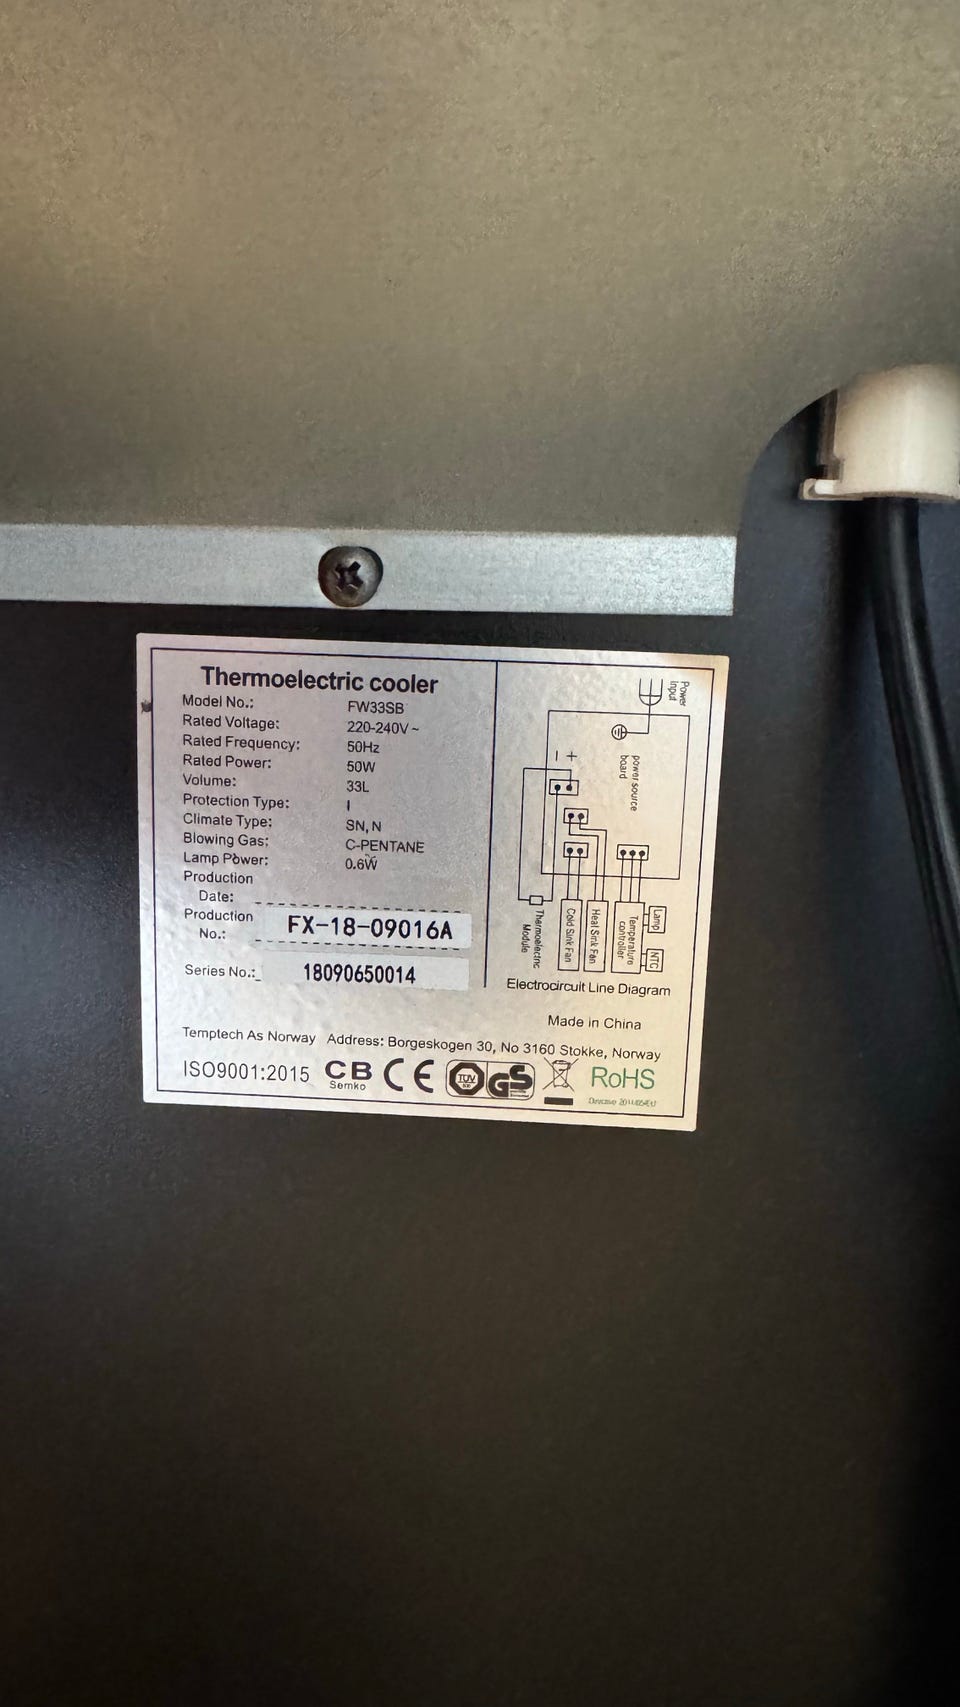 Thermoelectric cooler
Model No.: FW33SB
Rated Voltage: 220-240V ~
Rated Frequency: 50Hz
Rated Power: 50W
Volume: 33L
Protection Type: I
Climate Type: SN, N
Blowing Gas: C-PENTANE
Lamp Power: 0.6W
Production
Date:
Production
No.: FX-18-09016A
Series No.: 18090650014
Power
input
power source
board
+
−
Lamp
NTC
Temperature
controller
Heat Sink Fan
Cold Sink Fan
Thermoelectric
Module
Electrocircuit Line Diagram
Made in China
Temptech As Norway Address: Borgeskogen 30, No 3160 Stokke, Norway
ISO9001:2015 CB CE TÜV GS RoHS
Semko
Directive